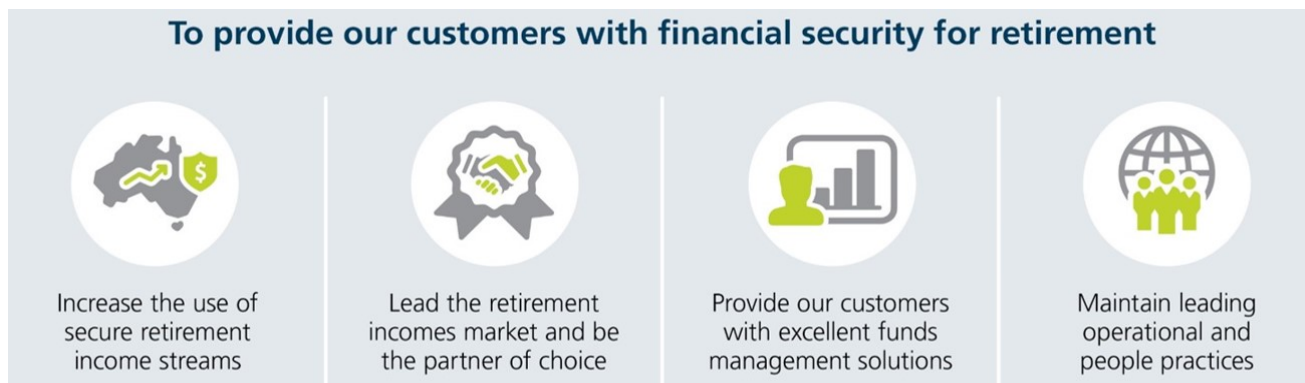 To provide our customers with financial security for retirement
$
Increase the use of
secure retirement
income streams
Lead the retirement
incomes market and be
the partner of choice
Provide our customers
with excellent funds
management solutions
Maintain leading
operational and
people practices